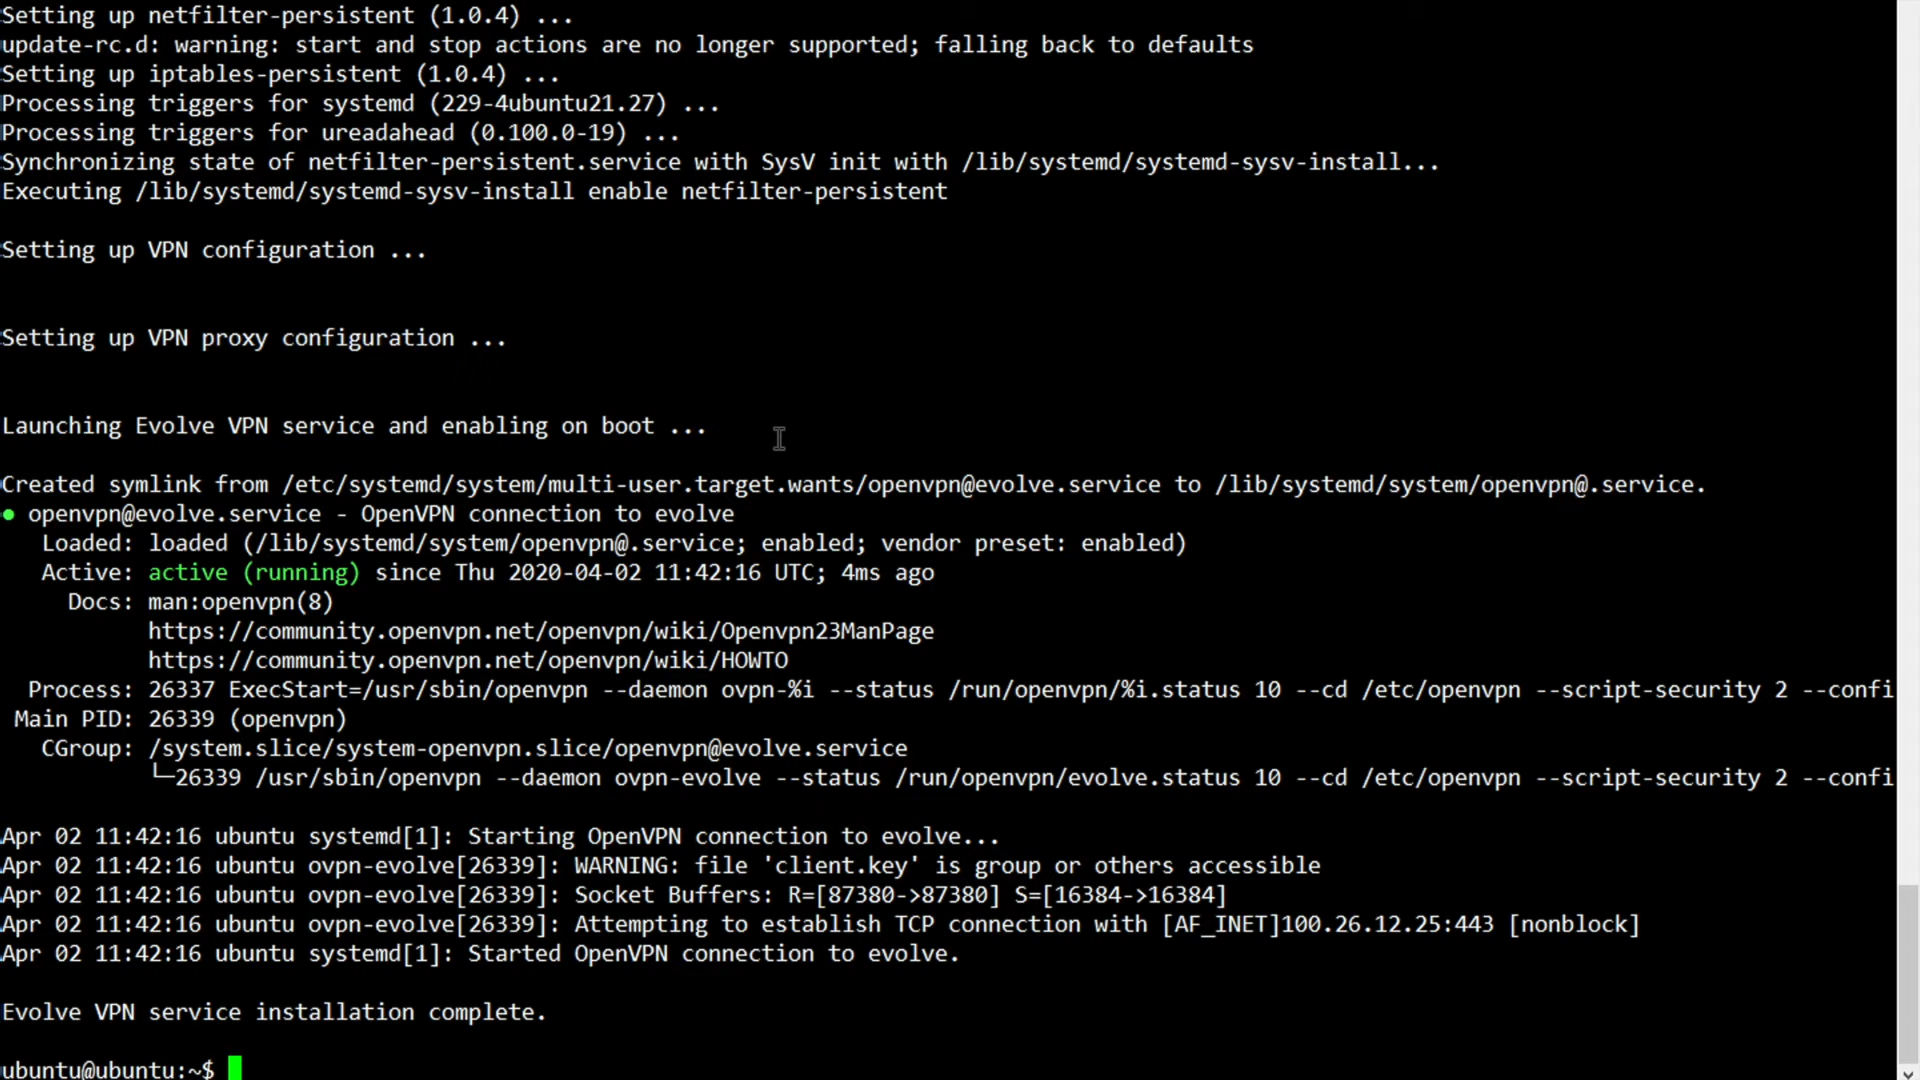 Setting up netfilter-persistent (1.0.4) ...
update-rc.d: warning: start and stop actions are no longer supported; falling back to defaults
Setting up iptables-persistent (1.0.4) ...
Processing triggers for systemd (229-4ubuntu21.27) ...
Processing triggers for ureadahead (0.100.0-19) ...
Synchronizing state of netfilter-persistent.service with SysV init with /lib/systemd/systemd-sysv-install...
Executing /lib/systemd/systemd-sysv-install enable netfilter-persistent
Setting up VPN configuration ...
Setting up VPN proxy configuration ...
Launching Evolve VPN service and enabling on boot ...
Created symlink from /etc/systemd/system/multi-user.target.wants/openvpn@evolve.service to /lib/systemd/system/openvpn@.service.
● openvpn@evolve.service - OpenVPN connection to evolve
Loaded: loaded (/lib/systemd/system/openvpn@.service; enabled; vendor preset: enabled)
Active: active (running) since Thu 2020-04-02 11:42:16 UTC; 4ms ago
Docs: man:openvpn(8)
https://community.openvpn.net/openvpn/wiki/Openvpn23ManPage
https://community.openvpn.net/openvpn/wiki/HOWTO
Process: 26337 ExecStart=/usr/sbin/openvpn --daemon ovpn-%i --status /run/openvpn/%i.status 10 --cd /etc/openvpn --script-security 2 --confi
Main PID: 26339 (openvpn)
CGroup: /system.slice/system-openvpn.slice/openvpn@evolve.service
└─26339 /usr/sbin/openvpn --daemon ovpn-evolve --status /run/openvpn/evolve.status 10 --cd /etc/openvpn --script-security 2 --confi
Apr 02 11:42:16 ubuntu systemd[1]: Starting OpenVPN connection to evolve...
Apr 02 11:42:16 ubuntu ovpn-evolve[26339]: WARNING: file 'client.key' is group or others accessible
Apr 02 11:42:16 ubuntu ovpn-evolve[26339]: Socket Buffers: R=[87380->87380] S=[16384->16384]
Apr 02 11:42:16 ubuntu ovpn-evolve[26339]: Attempting to establish TCP connection with [AF_INET]100.26.12.25:443 [nonblock]
Apr 02 11:42:16 ubuntu systemd[1]: Started OpenVPN connection to evolve.
Evolve VPN service installation complete.
ubuntu@ubuntu:~$